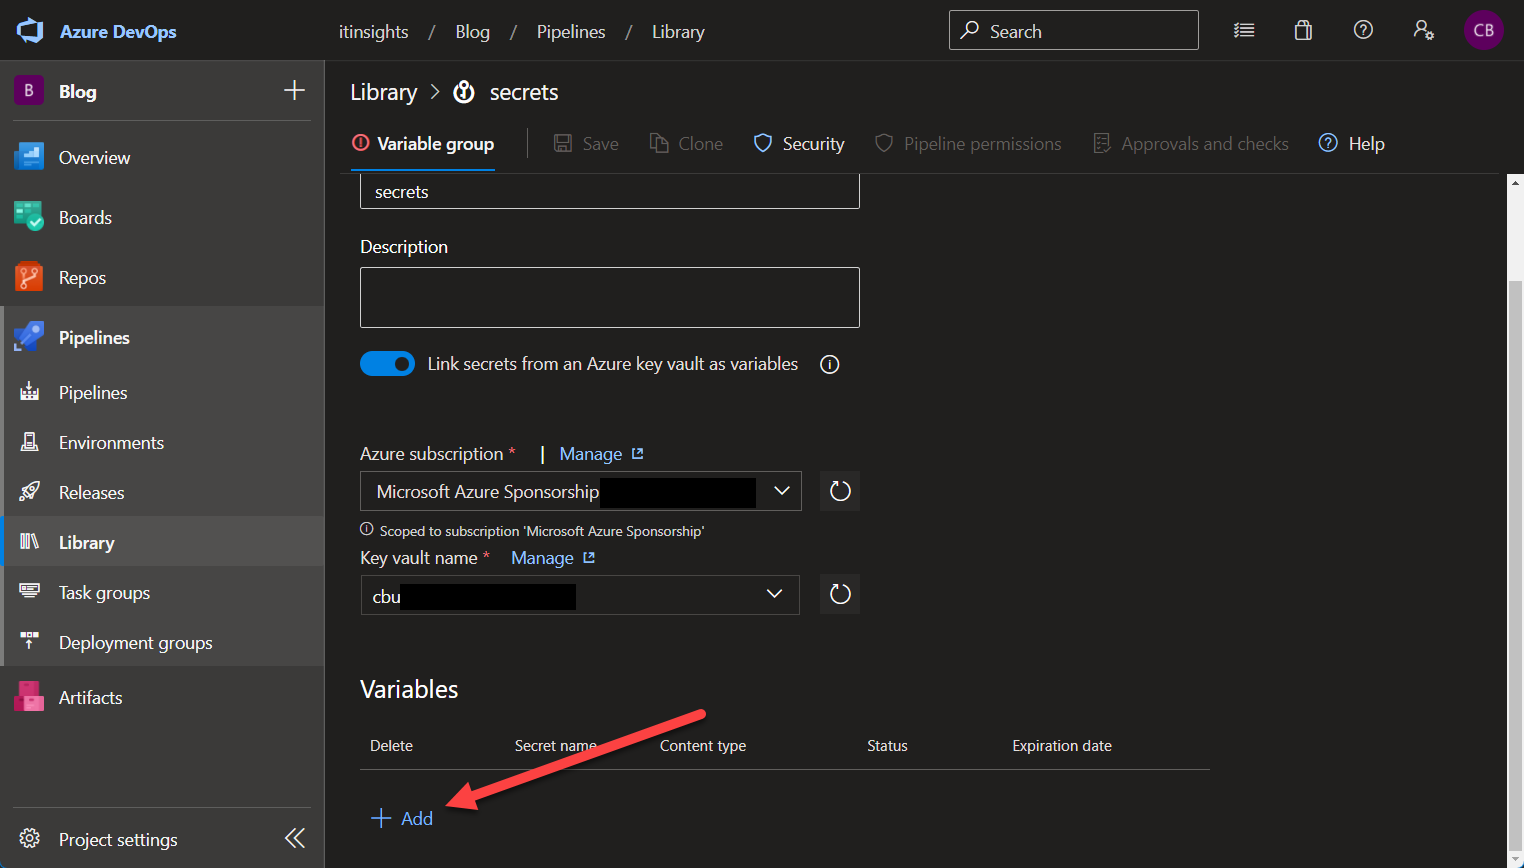 Azure DevOps
itinsights / Blog / Pipelines / Library
Search
CB
B Blog
Overview
Boards
Repos
Pipelines
Pipelines
Environments
Releases
Library
Task groups
Deployment groups
Artifacts
Project settings
Library > secrets
Variable group Save Clone Security Pipeline permissions Approvals and checks Help
secrets
Description
Link secrets from an Azure key vault as variables
Azure subscription * | Manage
Microsoft Azure Sponsorship
Scoped to subscription 'Microsoft Azure Sponsorship'
Key vault name * Manage
cbu
Variables
Delete Secret name Content type Status Expiration date
+ Add